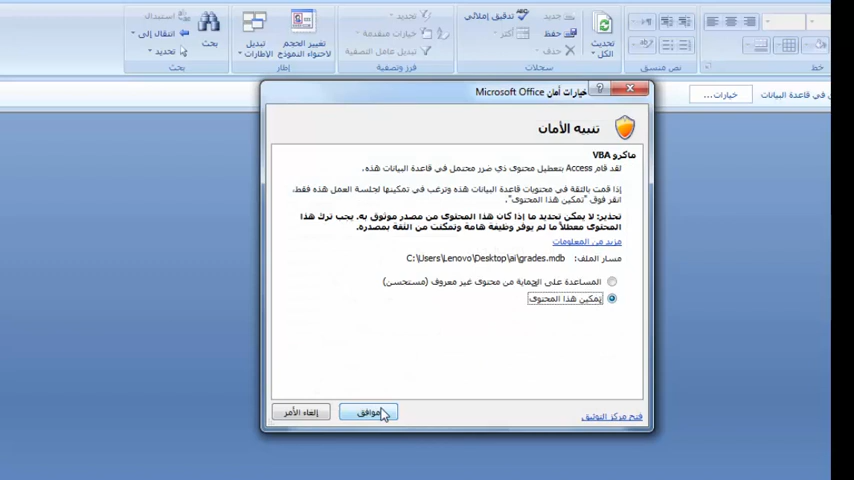 استبدال
انتقال إلى
تحديد
بحث
بحث
تغيير الحجم
لاحتواء النموذج
تبديل
الإطارات
إطار
تحديد
خيارات متقدمة
تبديل عامل التصفية
فرز وتصفية
جديد
حفظ
حذف
تدقيق إملائي
أكثر
تحديث
الكل
سجلات
نص منسق
خط
ى في قاعدة البيانات
خيارات...
خيارات أمان Microsoft Office
تنبيه الأمان
ماكرو VBA
لقد قام Access بتعطيل محتوى ذي ضرر محتمل في قاعدة البيانات هذه.
إذا قمت بالثقة في محتويات قاعدة البيانات هذه وترغب في تمكينها لجلسة العمل هذه فقط،
انقر فوق "تمكين هذا المحتوى".
تحذير: لا يمكن تحديد ما إذا كان هذا المحتوى من مصدر موثوق به. يجب ترك هذا
المحتوى معطلاً ما لم يوفر وظيفة هامة وتمكنت من الثقة بمصدره.
مزيد من المعلومات
مسار الملف: C:\Users\Lenovo\Desktop\ai\grades.mdb
المساعدة على الحماية من محتوى غير معروف (مستحسن)
تمكين هذا المحتوى
فتح مركز التوثيق
موافق
إلغاء الأمر